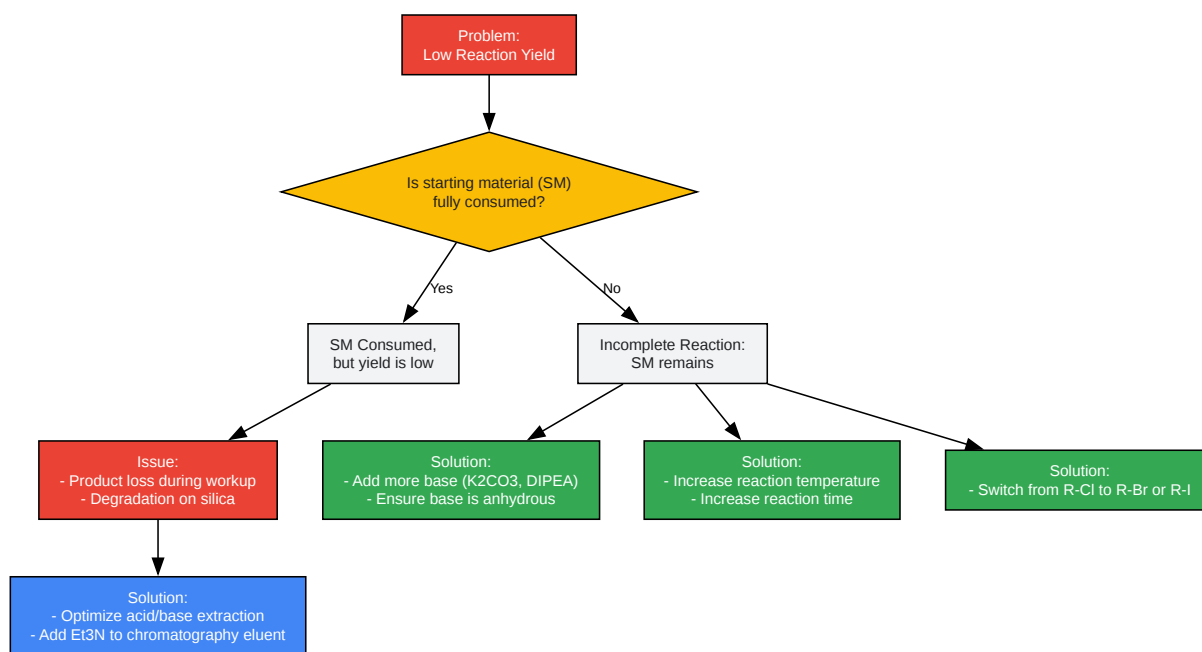 Problem:
Low Reaction Yield
Is starting material (SM)
fully consumed?
Yes
No
SM Consumed,
but yield is low
Incomplete Reaction:
SM remains
Issue:
- Product loss during workup
- Degradation on silica
Solution:
- Add more base (K2CO3, DIPEA)
- Ensure base is anhydrous
Solution:
- Increase reaction temperature
- Increase reaction time
Solution:
- Switch from R-Cl to R-Br or R-I
Solution:
- Optimize acid/base extraction
- Add Et3N to chromatography eluent